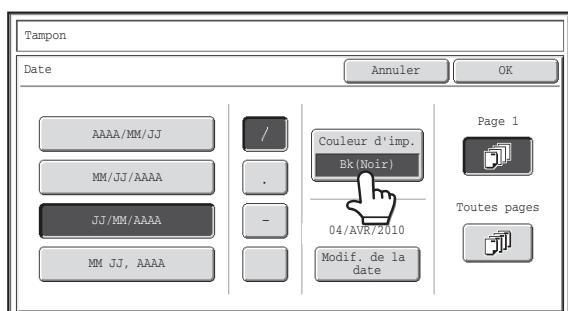 Tampon
Date
Annuler
OK
AAAA/MM/JJ
MM/JJ/AAAA
JJ/MM/AAAA
MM JJ, AAAA
/
.
-
Couleur d'imp.
Bk(Noir)
04/AVR/2010
Modif. de la
date
Page 1
Toutes pages